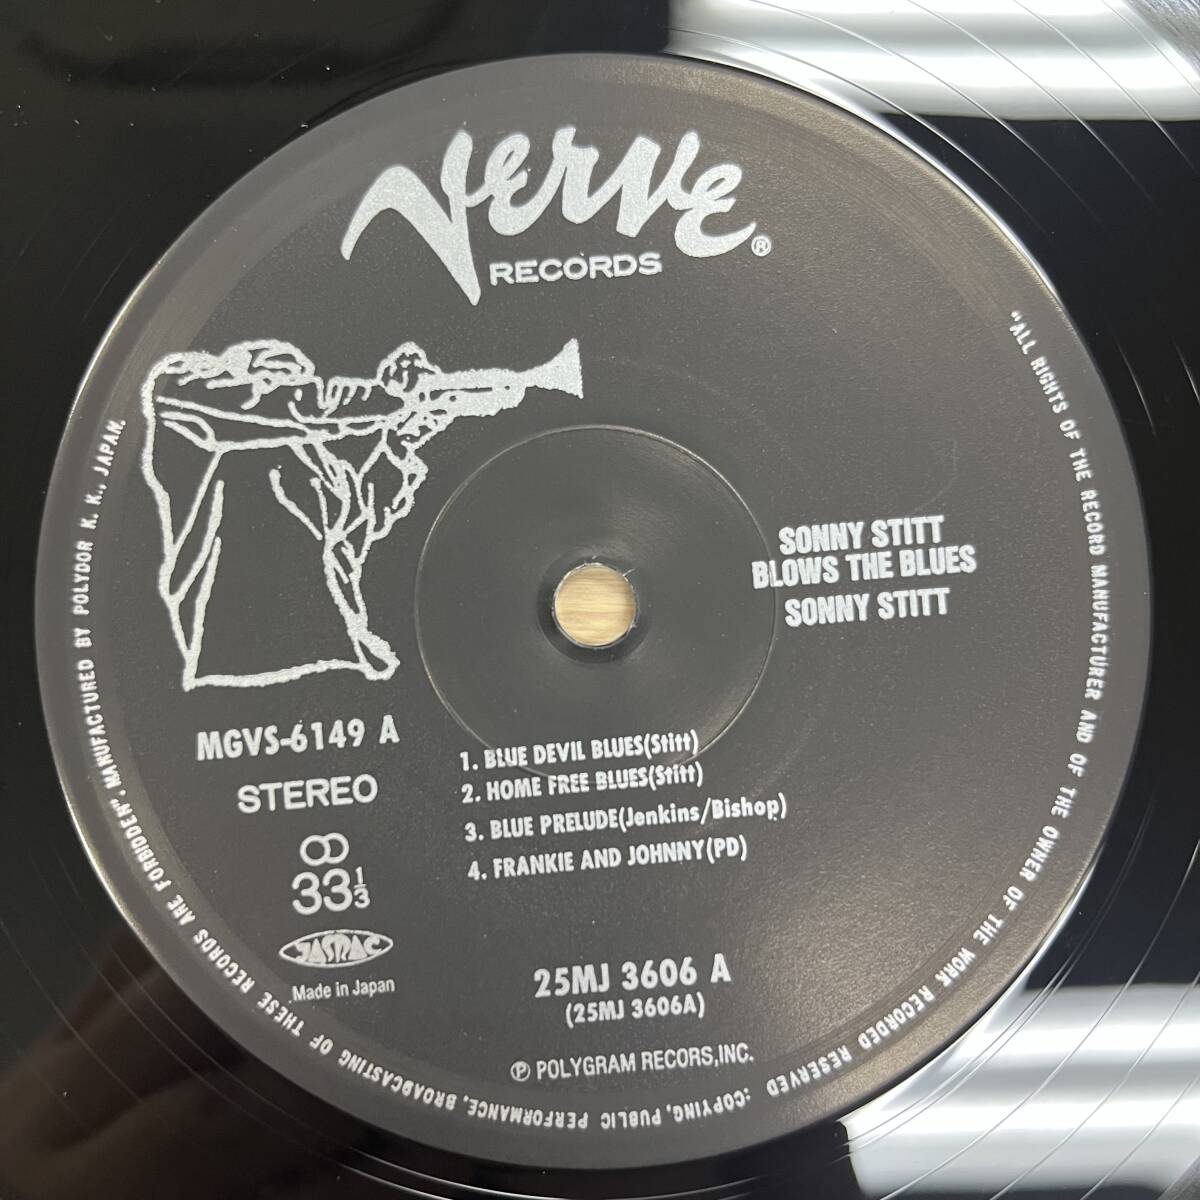 Verve
RECORDS
®
SONNY STITT
BLOWS THE BLUES
SONNY STITT
MGVS-6149 A
STEREO
∞
33 1/3
JASRAC
Made in Japan
1. BLUE DEVIL BLUES(Stitt)
2. HOME FREE BLUES(Stitt)
3. BLUE PRELUDE(Jenkins/Bishop)
4. FRANKIE AND JOHNNY(PD)
25MJ 3606 A
(25MJ 3606A)
℗ POLYGRAM RECORS,INC.
"ALL RIGHTS OF THE RECORD MANUFACTURER AND OF THE OWNER OF THE WORK RECORDED RESERVED :COPYING, PUBLIC PERFORMANCE, BROADCASTING OF THESE RECORDS ARE FORBIDDEN". MANUFACTURED BY POLYDOR K. K., JAPAN.